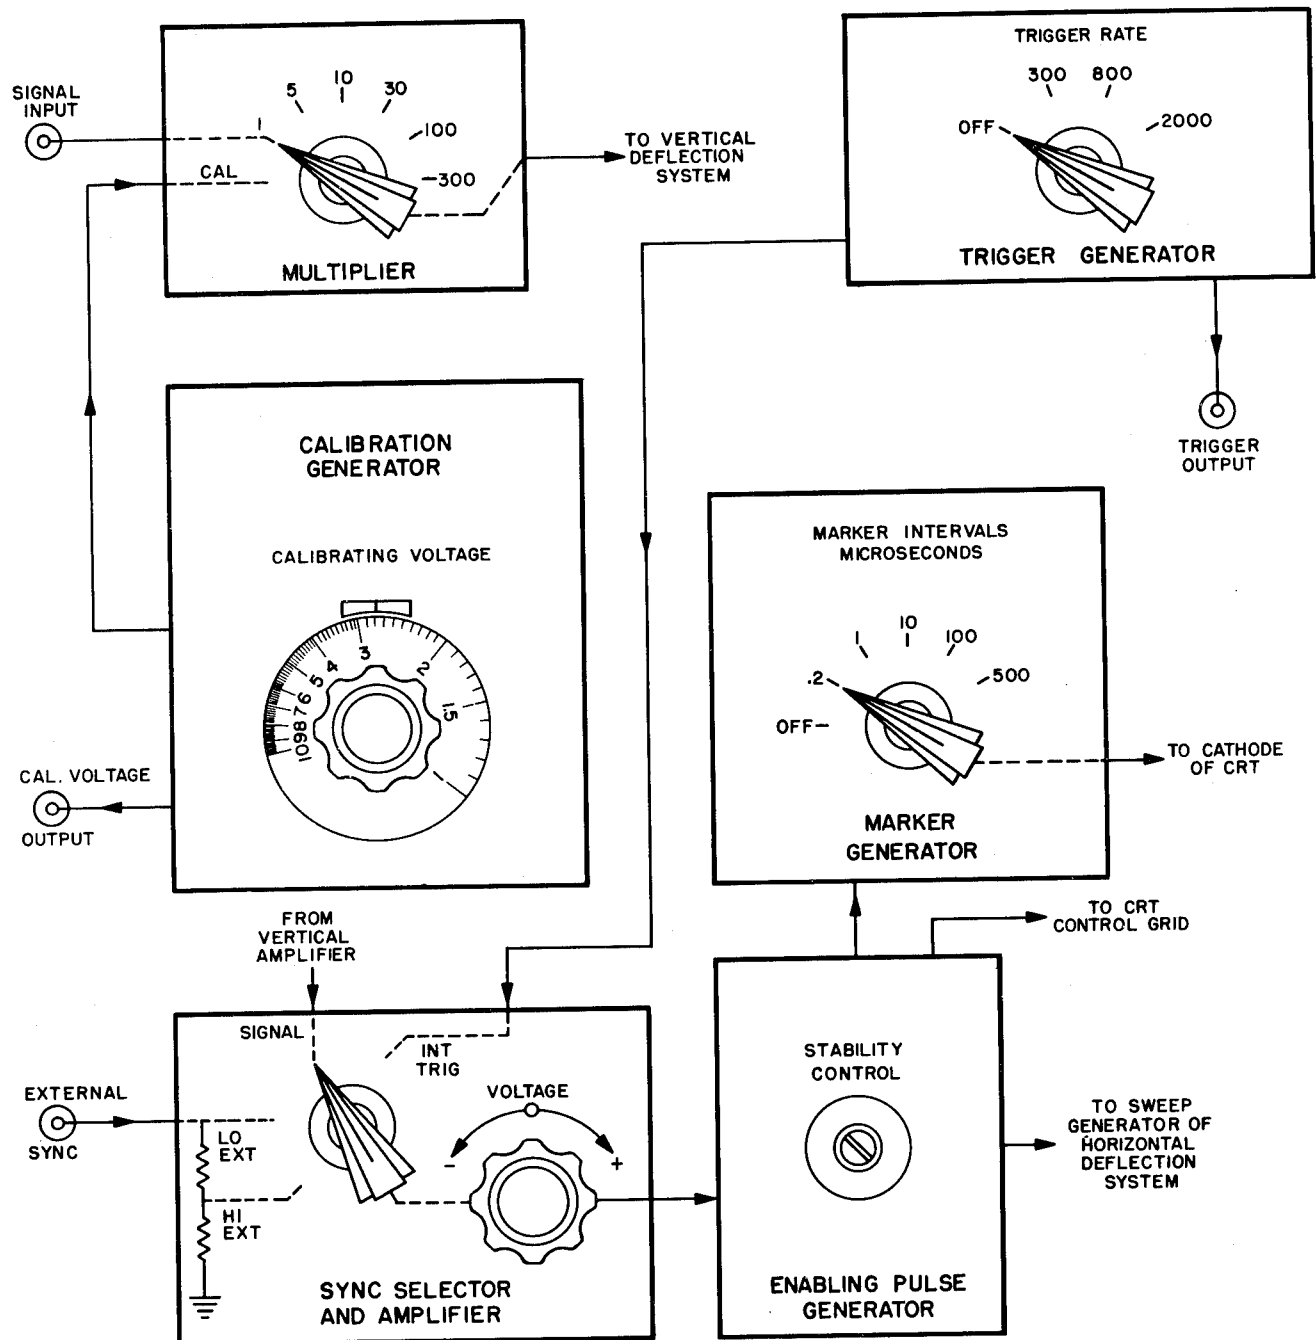 SIGNAL
INPUT
1
5
10
30
100
300
CAL
MULTIPLIER
TO VERTICAL
DEFLECTION
SYSTEM
TRIGGER RATE
OFF
300
800
2000
TRIGGER GENERATOR
TRIGGER
OUTPUT
CALIBRATION
GENERATOR
CALIBRATING VOLTAGE
10 9 8 7 6 5 4 3 2 1.5 1
CAL. VOLTAGE
OUTPUT
MARKER INTERVALS
MICROSECONDS
OFF
.2
1
10
100
500
MARKER
GENERATOR
TO CATHODE
OF CRT
FROM
VERTICAL
AMPLIFIER
TO CRT
CONTROL GRID
SIGNAL
INT
TRIG
EXTERNAL
SYNC
LO
EXT
HI
EXT
VOLTAGE
-
+
SYNC SELECTOR
AND AMPLIFIER
STABILITY
CONTROL
ENABLING PULSE
GENERATOR
TO SWEEP
GENERATOR OF
HORIZONTAL
DEFLECTION
SYSTEM